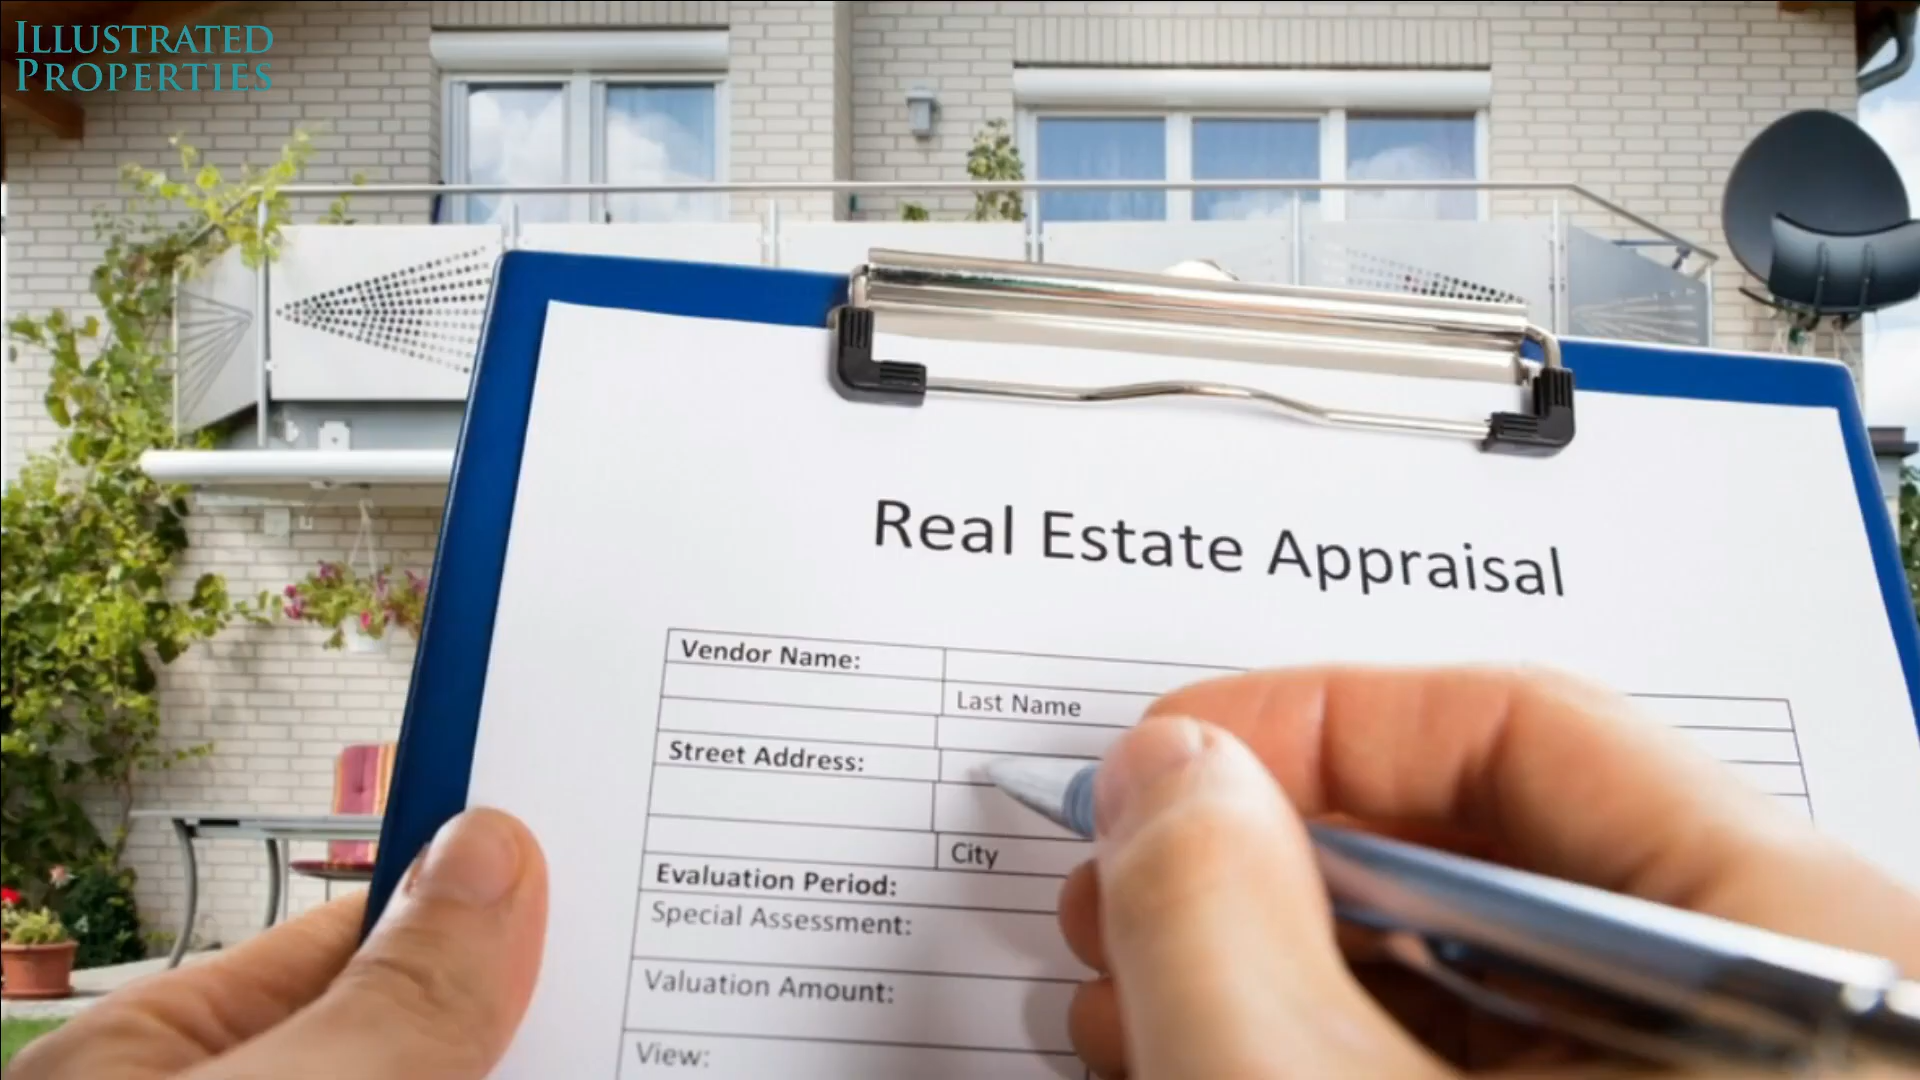 ILLUSTRATED
PROPERTIES
Real Estate Appraisal
Vendor Name:
Last Name
Street Address:
City
Evaluation Period:
Special Assessment:
Valuation Amount:
View: